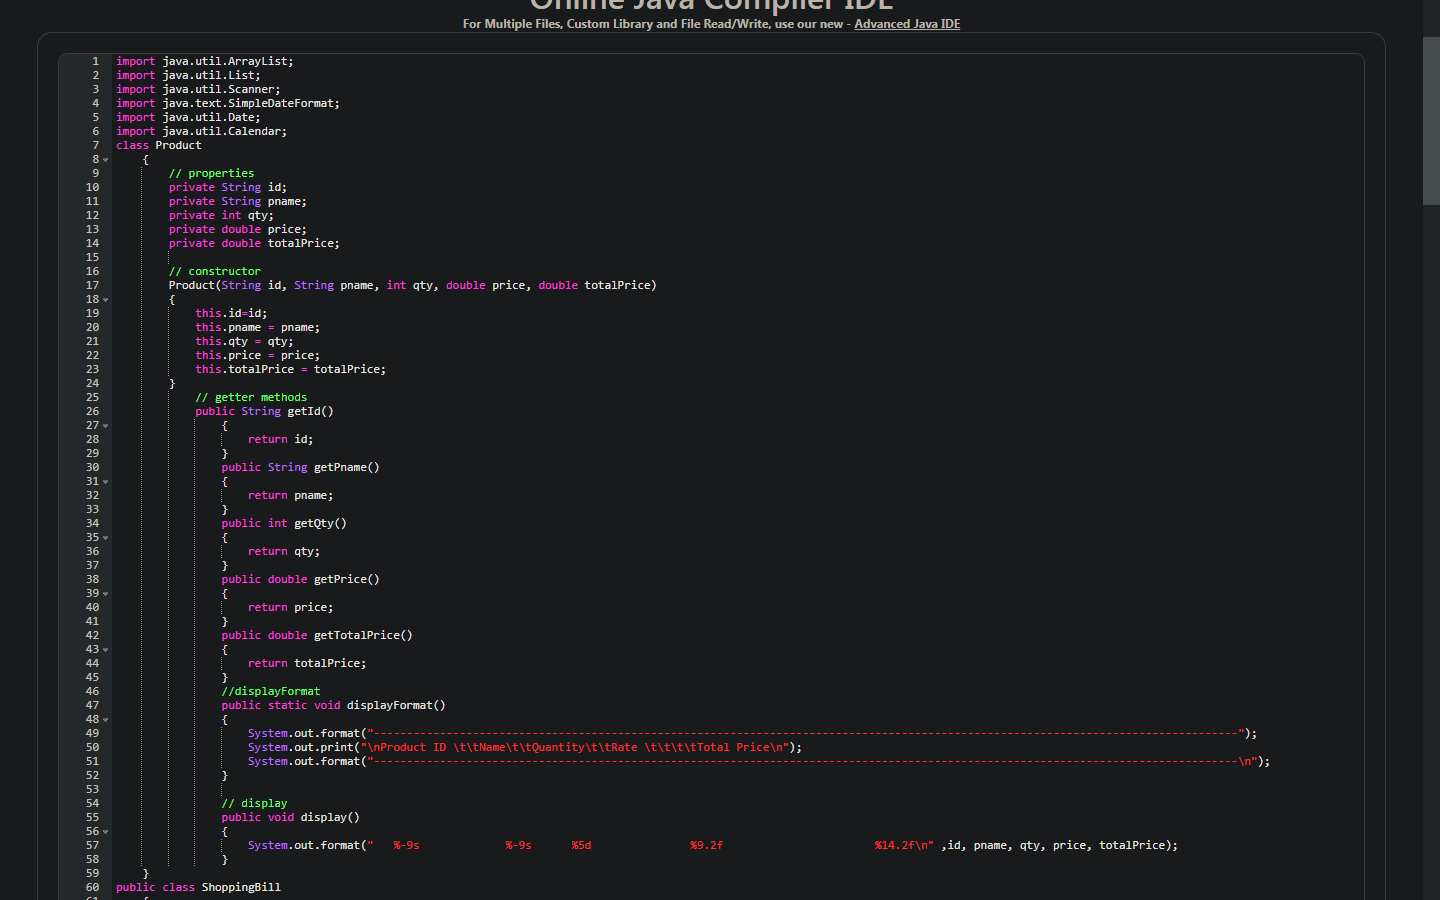 Online Java Compiler IDE
For Multiple Files, Custom Library and File Read/Write, use our new - Advanced Java IDE
1 import java.util.ArrayList;
2 import java.util.List;
3 import java.util.Scanner;
4 import java.text.SimpleDateFormat;
5 import java.util.Date;
6 import java.util.Calendar;
7 class Product
8 {
9 // properties
10 private String id;
11 private String pname;
12 private int qty;
13 private double price;
14 private double totalPrice;
15
16 // constructor
17 Product(String id, String pname, int qty, double price, double totalPrice)
18 {
19 this.id=id;
20 this.pname = pname;
21 this.qty = qty;
22 this.price = price;
23 this.totalPrice = totalPrice;
24 }
25 // getter methods
26 public String getId()
27 {
28 return id;
29 }
30 public String getPname()
31 {
32 return pname;
33 }
34 public int getQty()
35 {
36 return qty;
37 }
38 public double getPrice()
39 {
40 return price;
41 }
42 public double getTotalPrice()
43 {
44 return totalPrice;
45 }
46 //displayFormat
47 public static void displayFormat()
48 {
49 System.out.format("-----------------------------------------------------------------------------------------------------------------------------------");
50 System.out.print("\nProduct ID \t\tName\t\tQuantity\t\tRate \t\t\t\tTotal Price\n");
51 System.out.format("-----------------------------------------------------------------------------------------------------------------------------------\n");
52 }
53
54 // display
55 public void display()
56 {
57 System.out.format("   %-9s             %-9s      %5d               %9.2f                       %14.2f\n" ,id, pname, qty, price, totalPrice);
58 }
59 }
60 public class ShoppingBill
61 {